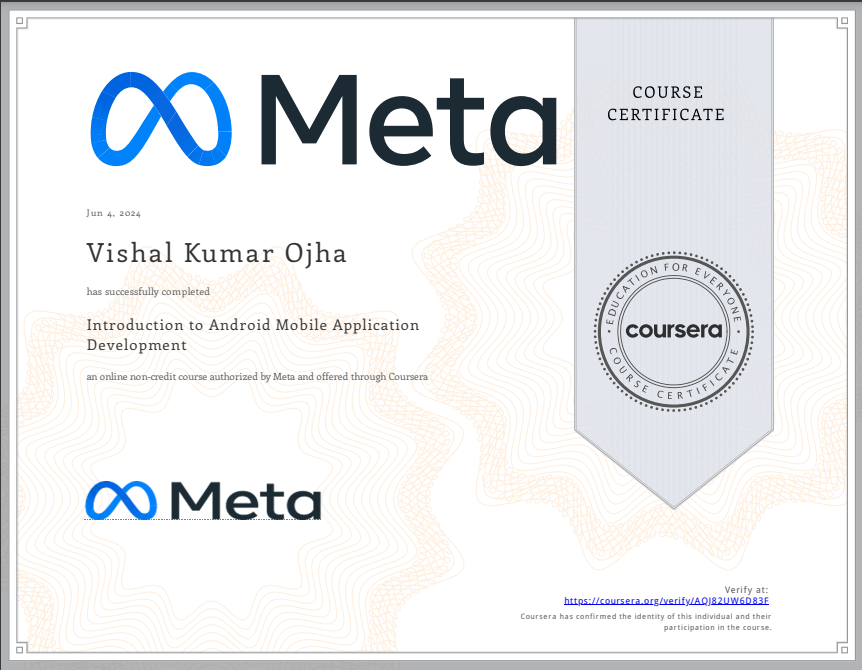 Meta
COURSE
CERTIFICATE
Jun 4, 2024
Vishal Kumar Ojha
has successfully completed
Introduction to Android Mobile Application
Development
an online non-credit course authorized by Meta and offered through Coursera
EDUCATION FOR EVERYONE
coursera
COURSE CERTIFICATE
Meta
Verify at:
https://coursera.org/verify/AQJ82UW6D83F
Coursera has confirmed the identity of this individual and their
participation in the course.